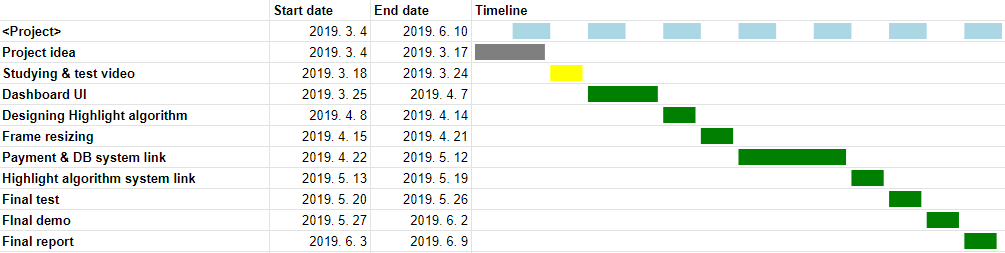 Start date End date Timeline
<Project> 2019. 3. 4 2019. 6. 10
Project idea 2019. 3. 4 2019. 3. 17
Studying & test video 2019. 3. 18 2019. 3. 24
Dashboard UI 2019. 3. 25 2019. 4. 7
Designing Highlight algorithm 2019. 4. 8 2019. 4. 14
Frame resizing 2019. 4. 15 2019. 4. 21
Payment & DB system link 2019. 4. 22 2019. 5. 12
Highlight algorithm system link 2019. 5. 13 2019. 5. 19
Final test 2019. 5. 20 2019. 5. 26
FInal demo 2019. 5. 27 2019. 6. 2
Final report 2019. 6. 3 2019. 6. 9